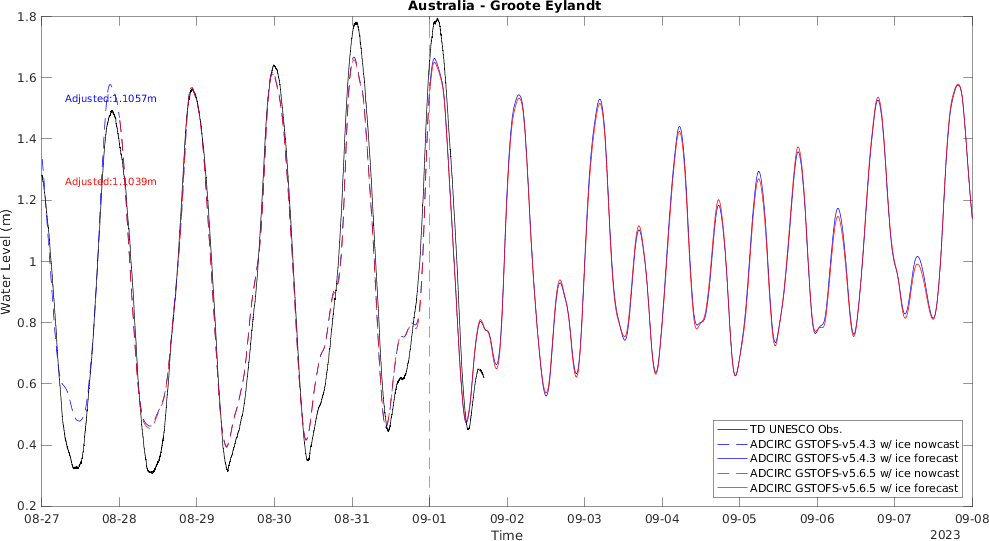 Australia - Groote Eylandt
Water Level (m)
1.8
1.6
1.4
1.2
1
0.8
0.6
0.4
0.2
Adjusted:1.1057m
Adjusted:1.1039m
TD UNESCO Obs.
ADCIRC GSTOFS-v5.4.3 w/ ice nowcast
ADCIRC GSTOFS-v5.4.3 w/ ice forecast
ADCIRC GSTOFS-v5.6.5 w/ ice nowcast
ADCIRC GSTOFS-v5.6.5 w/ ice forecast
08-27 08-28 08-29 08-30 08-31 09-01 09-02 09-03 09-04 09-05 09-06 09-07 09-08
Time
2023